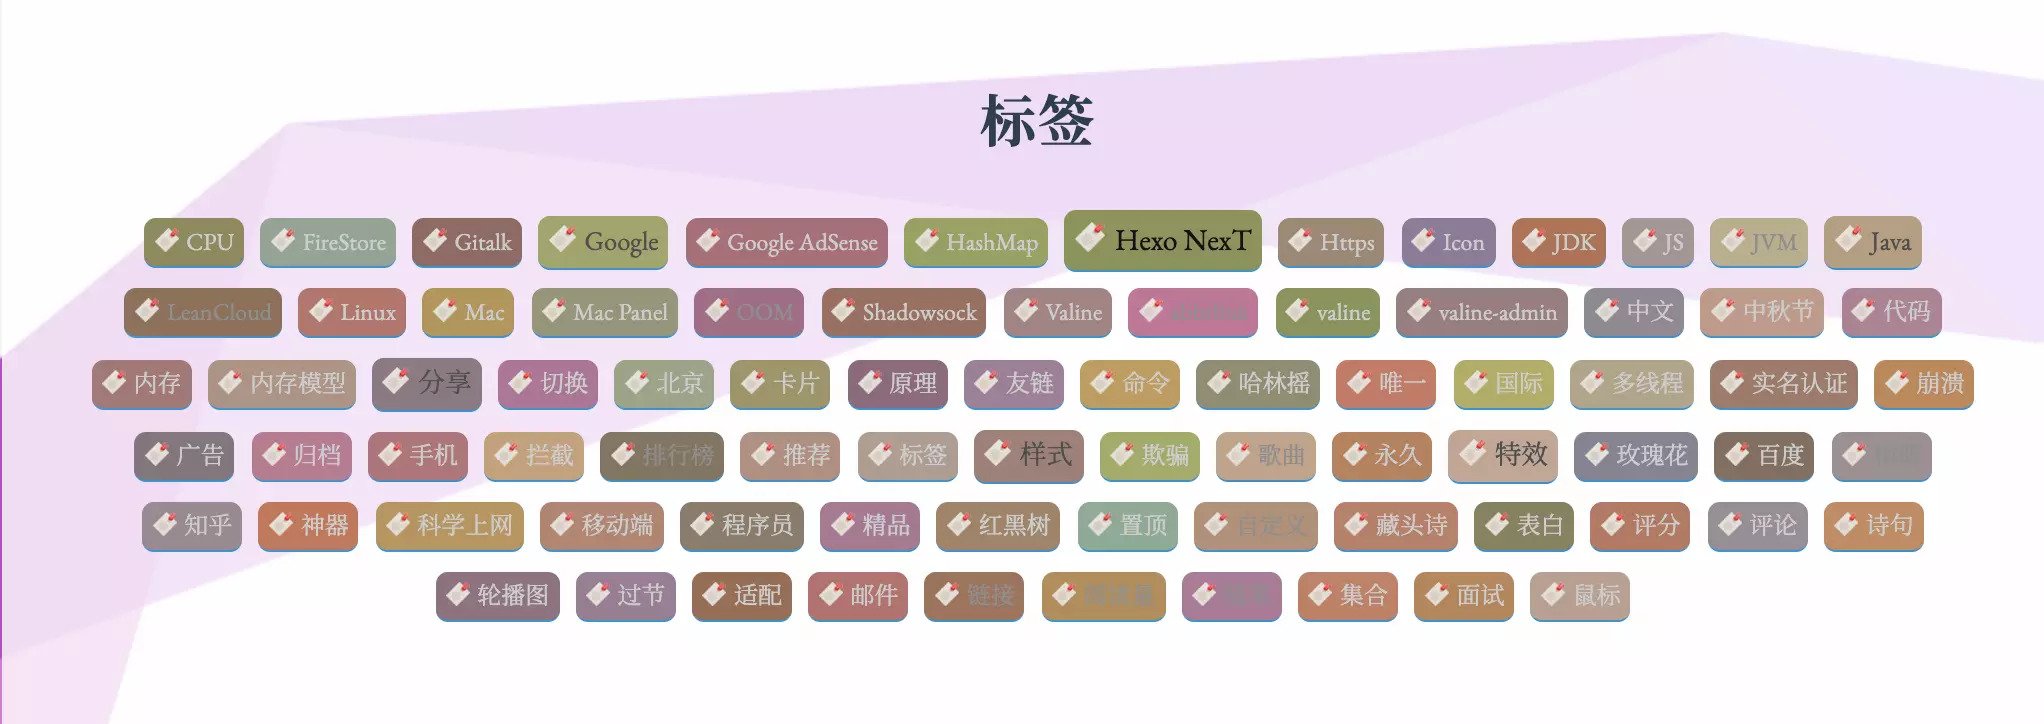 标签
CPU FireStore Gitalk Google Google AdSense HashMap Hexo NexT Https Icon JDK JS JVM Java
LeanCloud Linux Mac Mac Panel OOM Shadowsock Valine valine valine-admin 中文 中秋节 代码
内存 内存模型 分享 切换 北京 卡片 原理 友链 命令 哈林摇 唯一 国际 多线程 实名认证 崩溃
广告 归档 手机 拦截 排行榜 推荐 标签 样式 欺骗 歌曲 永久 特效 玫瑰花 百度
知乎 神器 科学上网 移动端 程序员 精品 红黑树 置顶 自定义 藏头诗 表白 评分 评论 诗句
轮播图 过节 适配 邮件 链接 集合 面试 鼠标